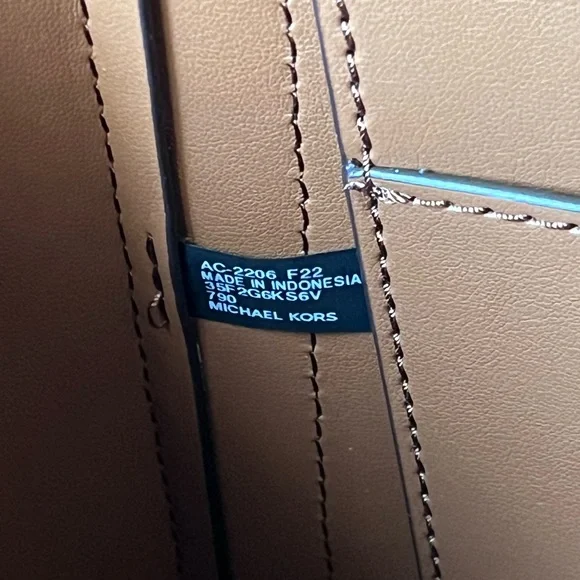 AC-2206 F22
MADE IN INDONESIA
35F2G6KS6V
790
MICHAEL KORS